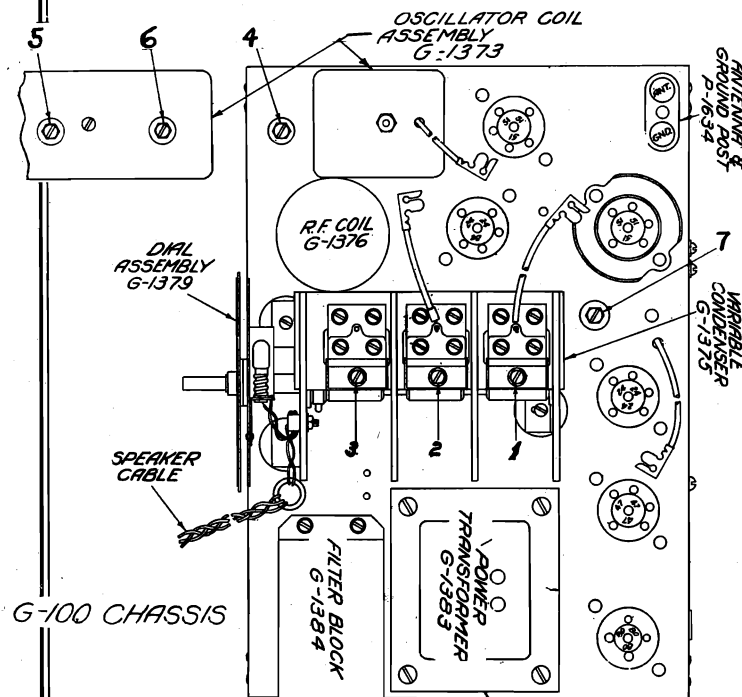 OSCILLATOR COIL
ASSEMBLY
G-1373
5
6
4
ANTENNA &
GROUND POST
P-1634
ANT.
GND.
R.F. COIL
G-1376
DIAL
ASSEMBLY
G-1379
7
VARIABLE
CONDENSER
G-1375
3
2
1
SPEAKER
CABLE
FILTER BLOCK
G-1384
POWER
TRANSFORMER
G-1383
G-100 CHASSIS